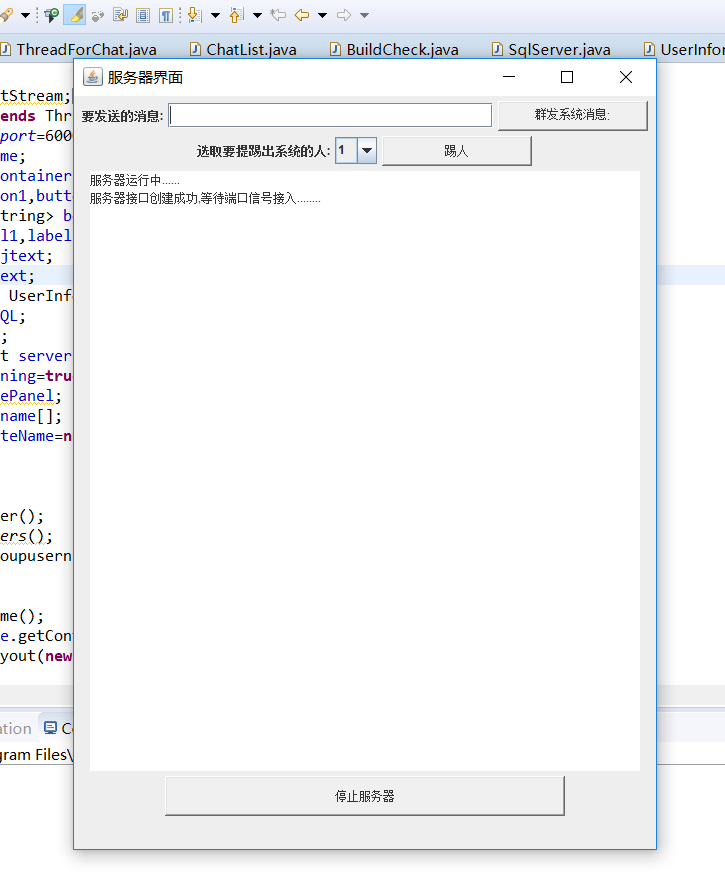 ThreadForChat.java ChatList.java BuildCheck.java SqlServer.java UserInfor
服务器界面
tStream;
要发送的消息: 群发系统消息:
ends Thr
port=6000
选取要提踢出系统的人: 1 踢人
me;
ontainer
服务器运行中......
on1,butt
服务器接口创建成功,等待端口信号接入........
tring> b
l1,label
jtext;
ext;
UserInf
QL;
;
t server
ning=true
ePanel;
name[];
teName=n
er();
ers();
oupusern
me();
e.getCon
yout(new
ation Co
gram Files\
停止服务器